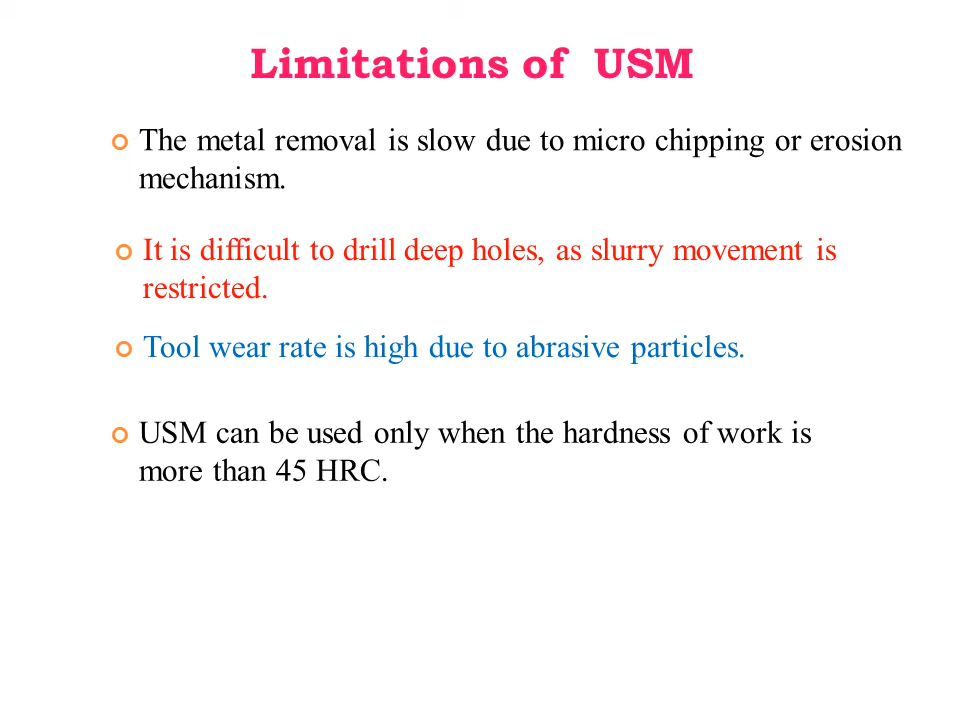 Limitations of USM
The metal removal is slow due to micro chipping or erosion
mechanism.
It is difficult to drill deep holes, as slurry movement is
restricted.
Tool wear rate is high due to abrasive particles.
USM can be used only when the hardness of work is
more than 45 HRC.